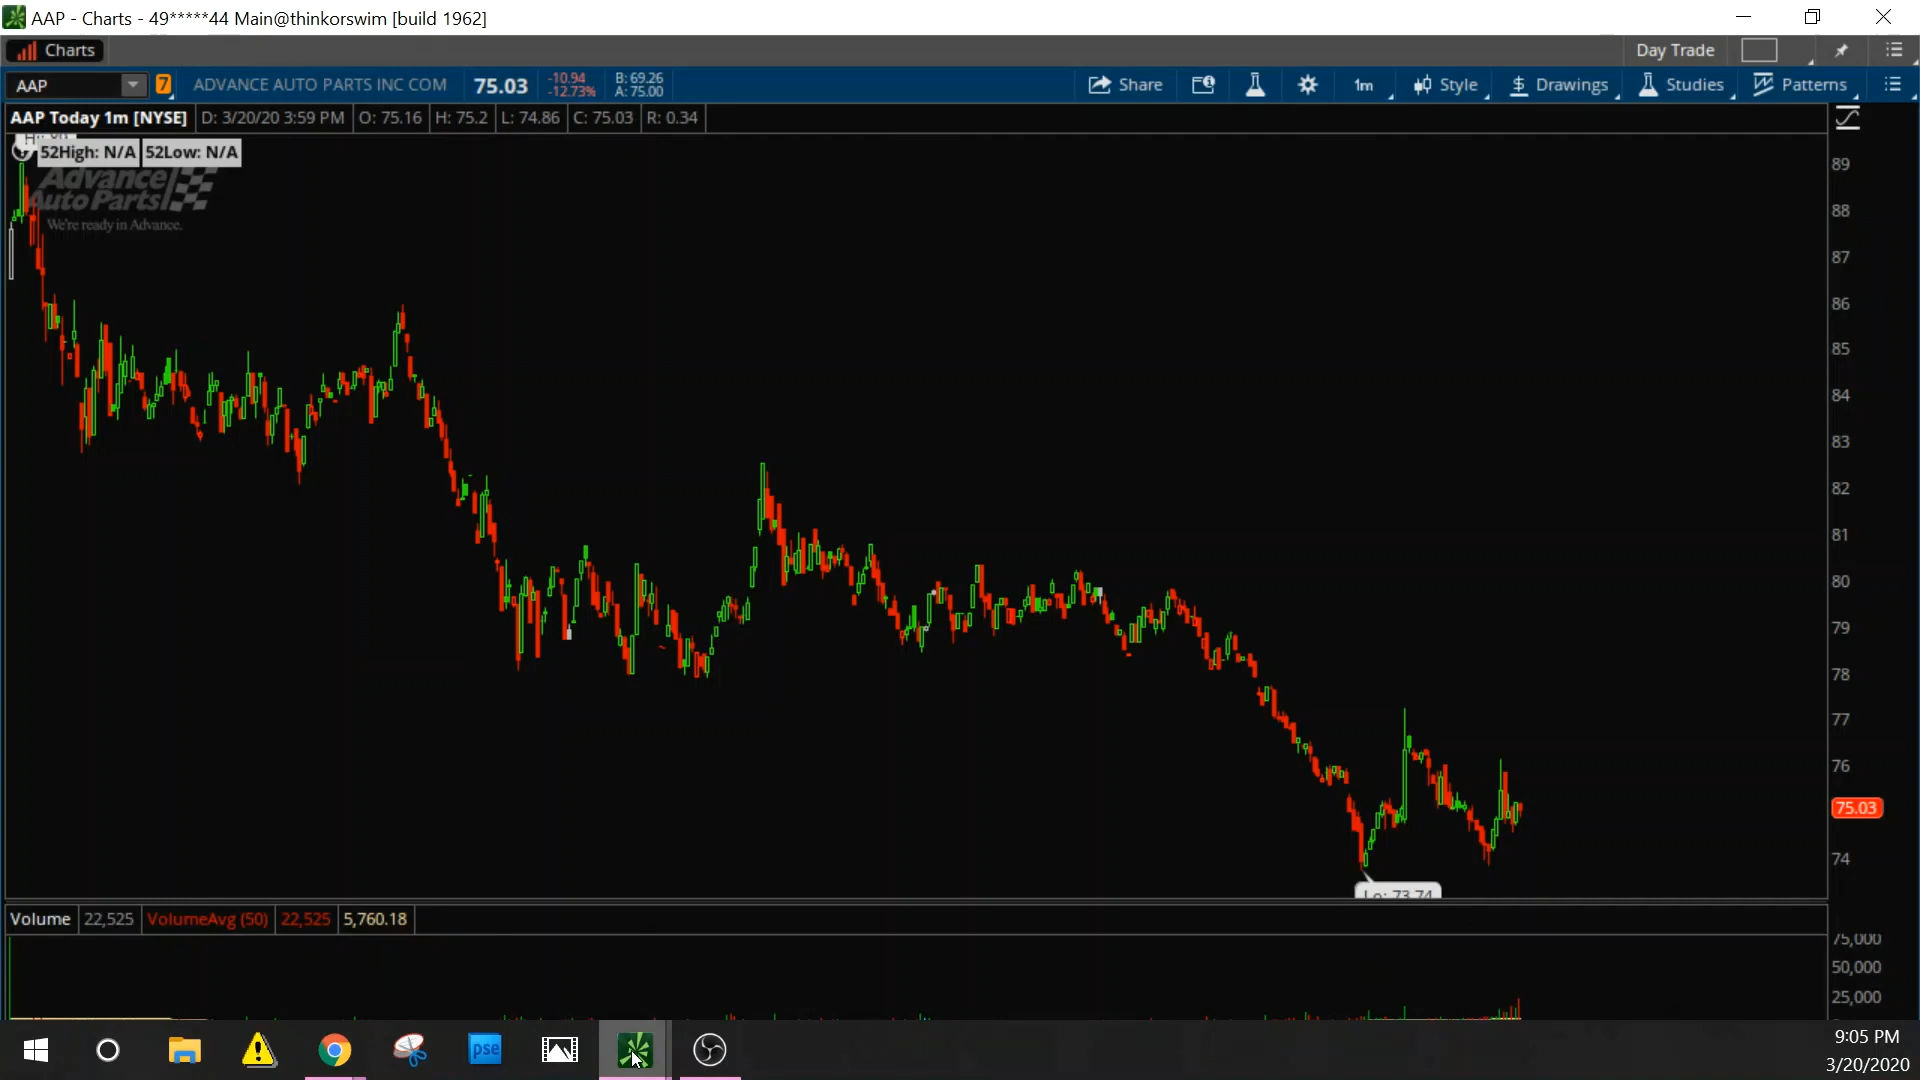 AAP - Charts - 49*****44 Main@thinkorswim [build 1962]
Charts
Day Trade
AAP
7
ADVANCE AUTO PARTS INC COM
75.03
-10.94
-12.73%
B: 69.26
A: 75.00
Share
1m
Style
$ Drawings
Studies
Patterns
AAP Today 1m [NYSE]
D: 3/20/20 3:59 PM
O: 75.16
H: 75.2
L: 74.86
C: 75.03
R: 0.34
52High: N/A
52Low: N/A
Advance
Auto Parts
We're ready in Advance.
89
88
87
86
85
84
83
82
81
80
79
78
77
76
75.03
74
Lo: 73.74
Volume
22,525
VolumeAvg (50)
22,525
5,760.18
75,000
50,000
25,000
pse
9:05 PM
3/20/2020